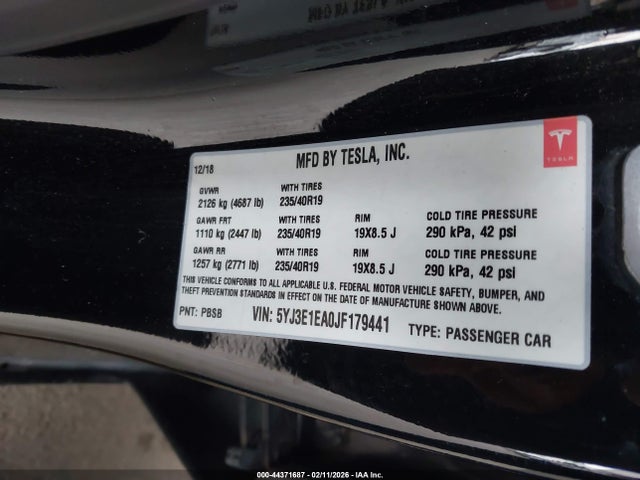 MFD BY TESLA, INC.
12/18
TESLA
GVWR WITH TIRES
2126 kg (4687 lb) 235/40R19
GAWR FRT WITH TIRES RIM COLD TIRE PRESSURE
1110 kg (2447 lb) 235/40R19 19X8.5 J 290 kPa, 42 psi
GAWR RR WITH TIRES RIM COLD TIRE PRESSURE
1257 kg (2771 lb) 235/40R19 19X8.5 J 290 kPa, 42 psi
THIS VEHICLE CONFORMS TO ALL APPLICABLE U.S. FEDERAL MOTOR VEHICLE SAFETY, BUMPER, AND
THEFT PREVENTION STANDARDS IN EFFECT ON THE DATE OF MANUFACTURE SHOWN ABOVE.
PNT: PBSB VIN: 5YJ3E1EA0JF179441 TYPE: PASSENGER CAR
000-44371687 - 02/11/2026 - IAA Inc.